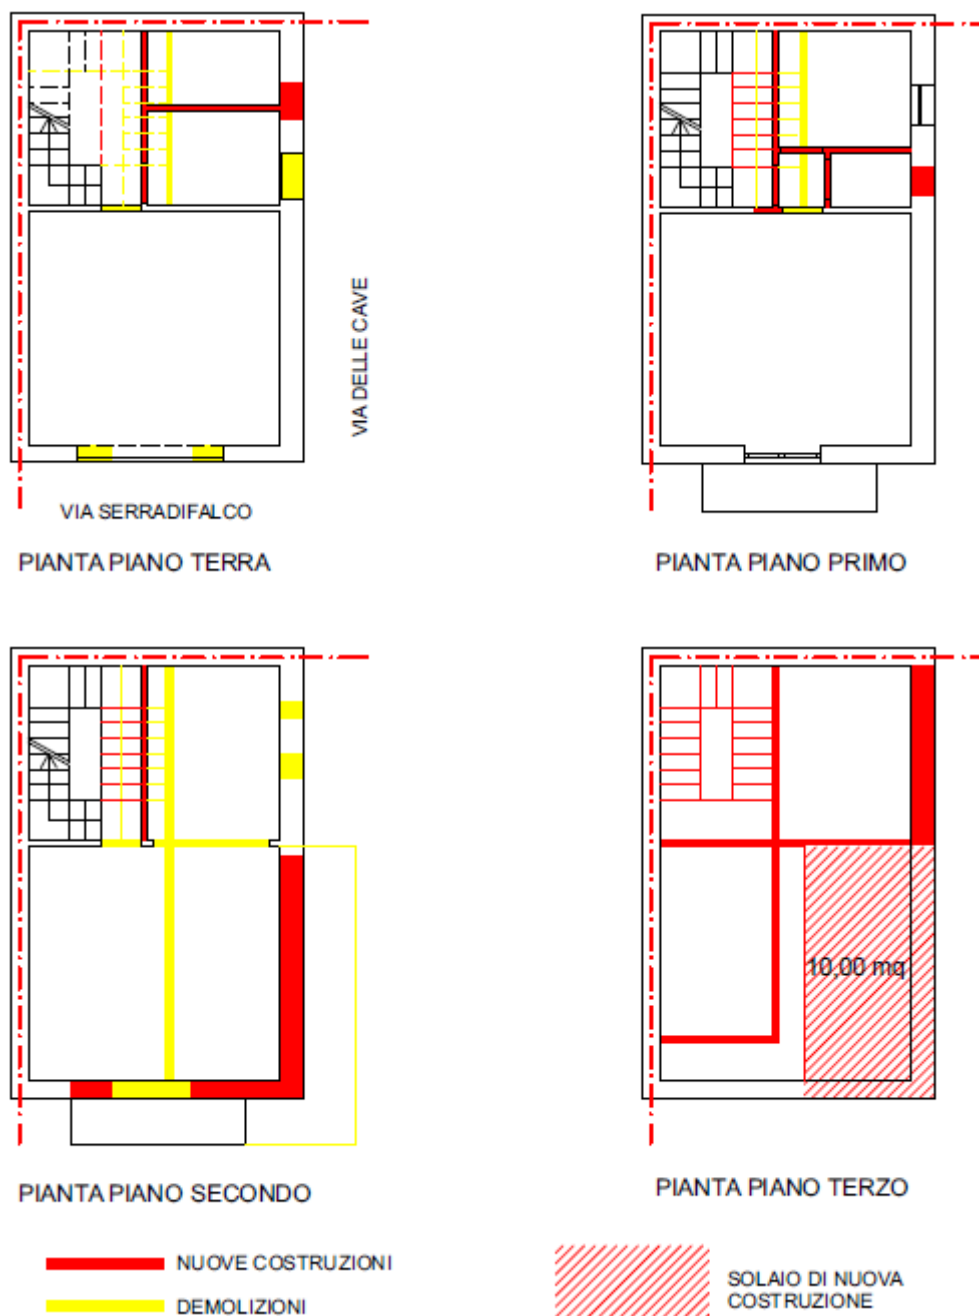 VIA DELLE CAVE
VIA SERRADIFALCO
PIANTA PIANO TERRA
PIANTA PIANO PRIMO
10,00 mq
PIANTA PIANO SECONDO
PIANTA PIANO TERZO
NUOVE COSTRUZIONI
DEMOLIZIONI
SOLAIO DI NUOVA
COSTRUZIONE